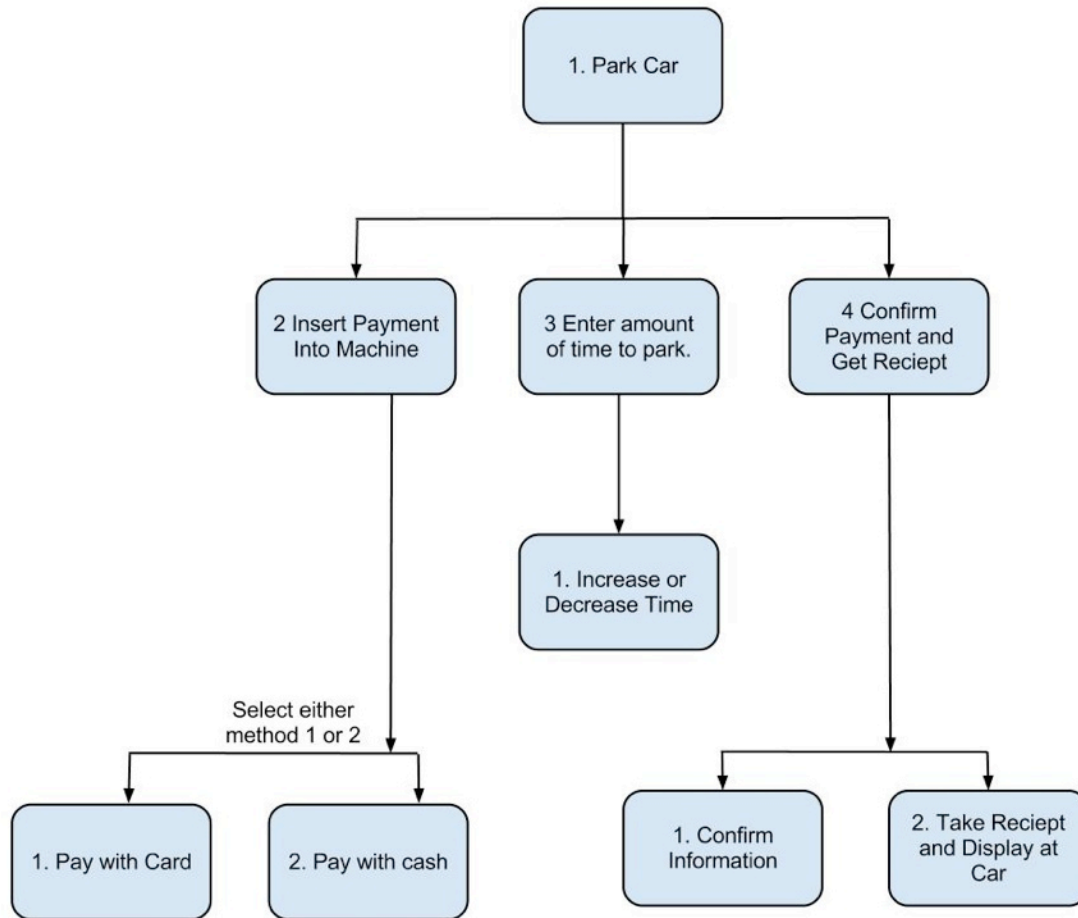 1. Park Car
2 Insert Payment
Into Machine
3 Enter amount
of time to park.
4 Confirm
Payment and
Get Reciept
1. Increase or
Decrease Time
Select either
method 1 or 2
1. Pay with Card
2. Pay with cash
1. Confirm
Information
2. Take Reciept
and Display at
Car